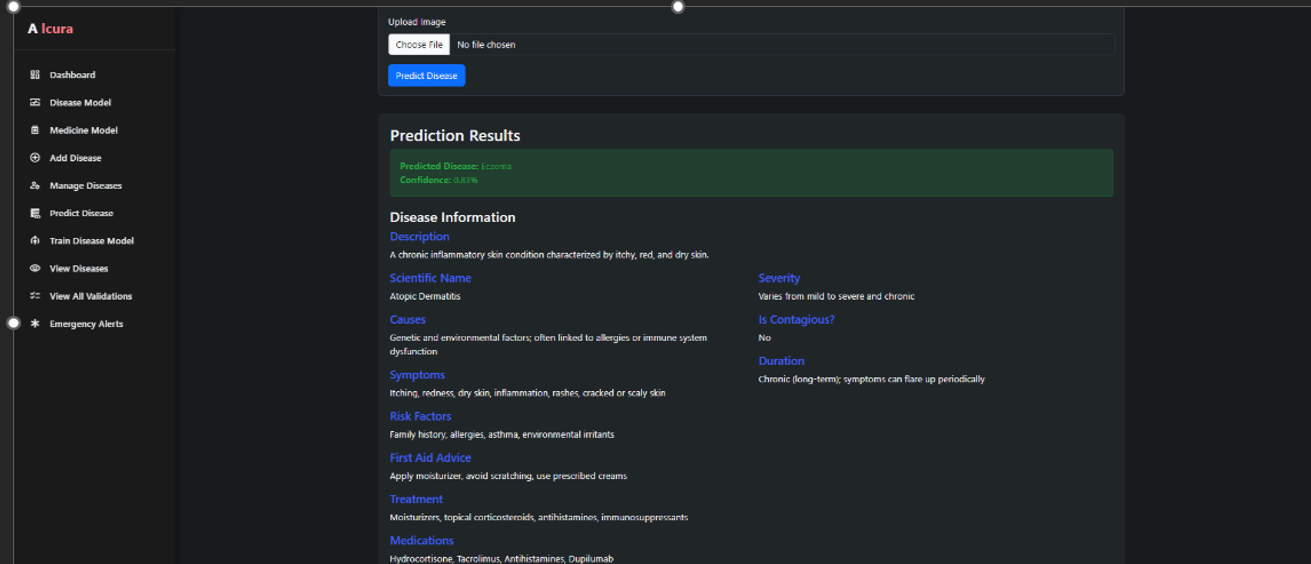 A Icura
Dashboard
Disease Model
Medicine Model
Add Disease
Manage Diseases
Predict Disease
Train Disease Model
View Diseases
View All Validations
Emergency Alerts
Upload Image
Choose File No file chosen
Predict Disease
Prediction Results
Predicted Disease: Eczema
Confidence: 0.83%
Disease Information
Description
A chronic inflammatory skin condition characterized by itchy, red, and dry skin.
Scientific Name
Atopic Dermatitis
Causes
Genetic and environmental factors; often linked to allergies or immune system
dysfunction
Symptoms
Itching, redness, dry skin, inflammation, rashes, cracked or scaly skin
Risk Factors
Family history, allergies, asthma, environmental irritants
First Aid Advice
Apply moisturizer, avoid scratching, use prescribed creams
Treatment
Moisturizers, topical corticosteroids, antihistamines, immunosuppressants
Medications
Hydrocortisone, Tacrolimus, Antihistamines, Dupilumab
Severity
Varies from mild to severe and chronic
Is Contagious?
No
Duration
Chronic (long-term); symptoms can flare up periodically